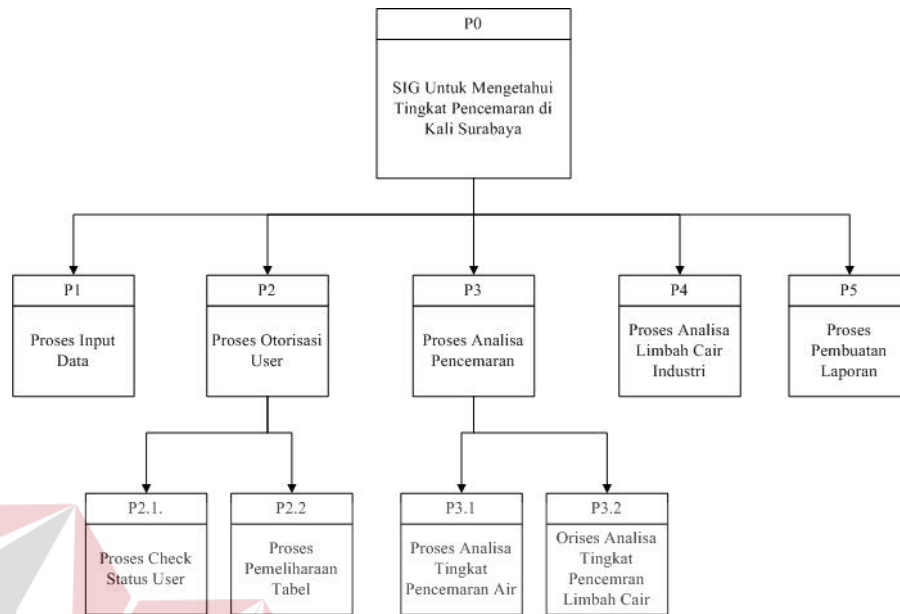 P0
SIG Untuk Mengetahui
Tingkat Pencemaran di
Kali Surabaya
P1
Proses Input
Data
P2
Proses Otorisasi
User
P3
Proses Analisa
Pencemaran
P4
Proses Analisa
Limbah Cair
Industri
P5
Proses
Pembuatan
Laporan
P2.1.
Proses Check
Status User
P2.2
Proses
Pemeliharaan
Tabel
P3.1
Proses Analisa
Tingkat
Pencemaran Air
P3.2
Orises Analisa
Tingkat
Pencemran
Limbah Cair